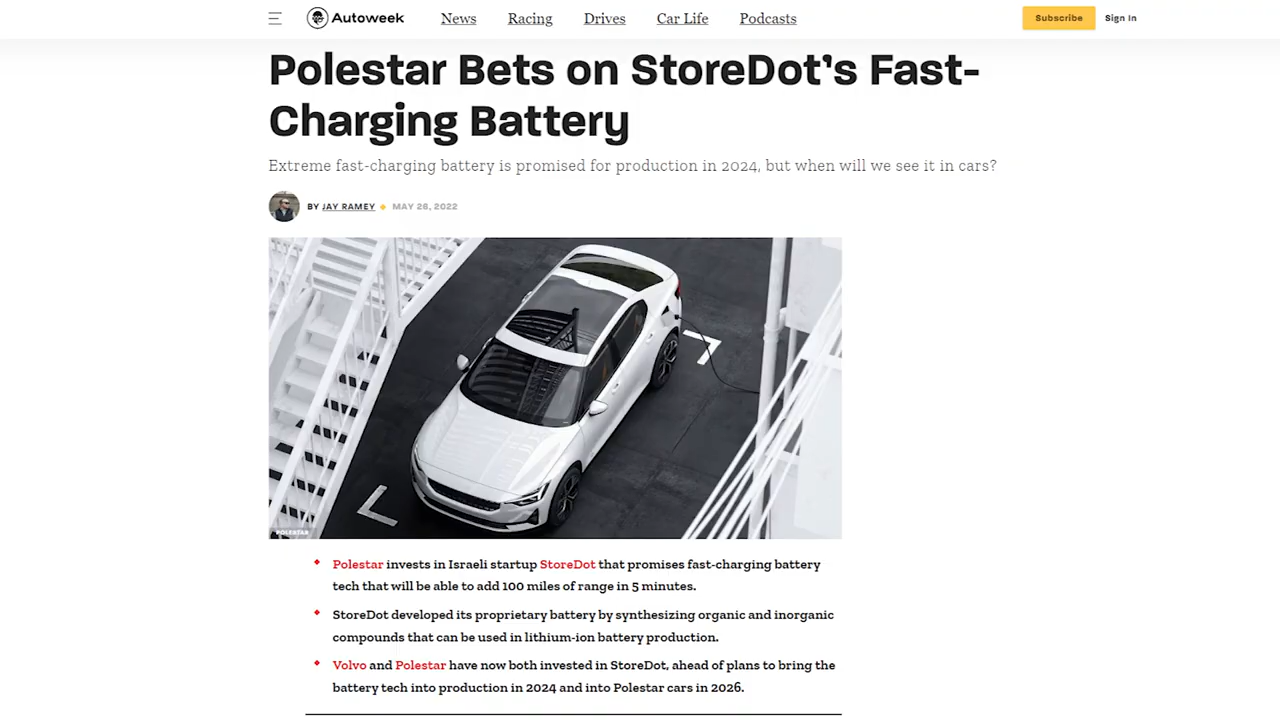 Autoweek News Racing Drives Car Life Podcasts Subscribe Sign In
Polestar Bets on StoreDot's Fast-
Charging Battery
Extreme fast-charging battery is promised for production in 2024, but when will we see it in cars?
BY JAY RAMEY MAY 26, 2022
POLESTAR
Polestar invests in Israeli startup StoreDot that promises fast-charging battery
tech that will be able to add 100 miles of range in 5 minutes.
StoreDot developed its proprietary battery by synthesizing organic and inorganic
compounds that can be used in lithium-ion battery production.
Volvo and Polestar have now both invested in StoreDot, ahead of plans to bring the
battery tech into production in 2024 and into Polestar cars in 2026.